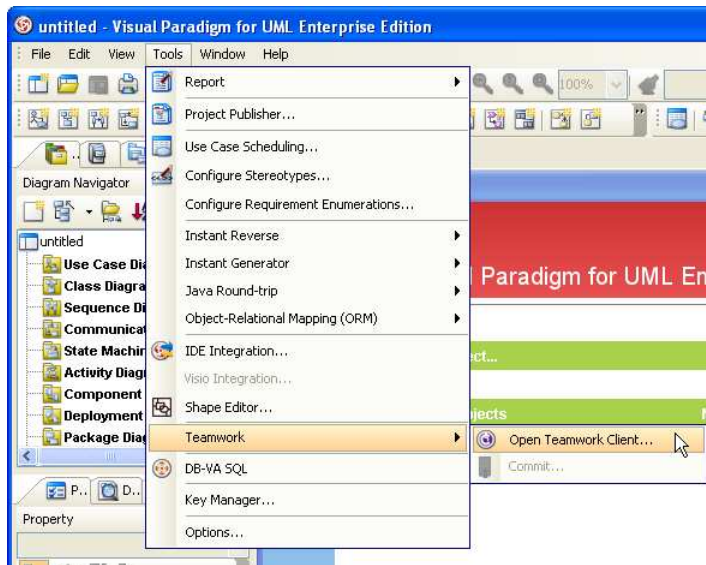 untitled - Visual Paradigm for UML Enterprise Edition
File Edit View Tools Window Help
100%
Diagram Navigator
untitled
Use Case Dia
Class Diagra
Sequence Di
Communicat
State Machin
Activity Diag
Component
Deployment
Package Diag
P.. D..
Property
Report
Project Publisher...
Use Case Scheduling...
Configure Stereotypes...
Configure Requirement Enumerations...
Instant Reverse
Instant Generator
Java Round-trip
Object-Relational Mapping (ORM)
IDE Integration...
Visio Integration...
Shape Editor...
Teamwork
DB-VA SQL
Key Manager...
Options...
Paradigm for UML En
ect...
jects
Open Teamwork Client...
Commit...